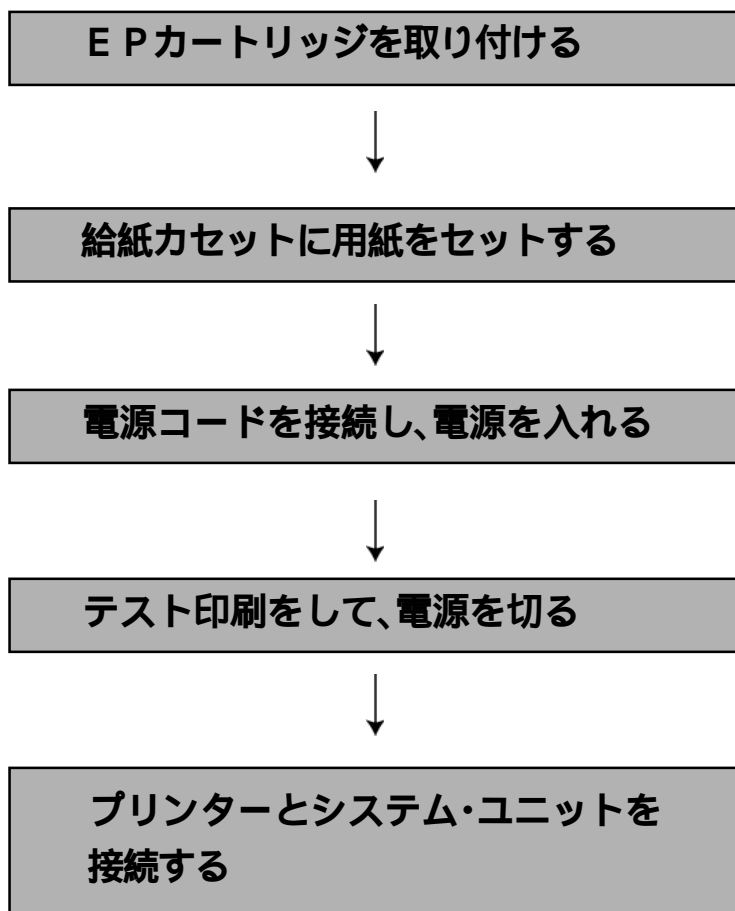 ＥＰカートリッジを取り付ける
給紙カセットに用紙をセットする
電源コードを接続し、電源を入れる
テスト印刷をして、電源を切る
プリンターとシステム・ユニットを
接続する